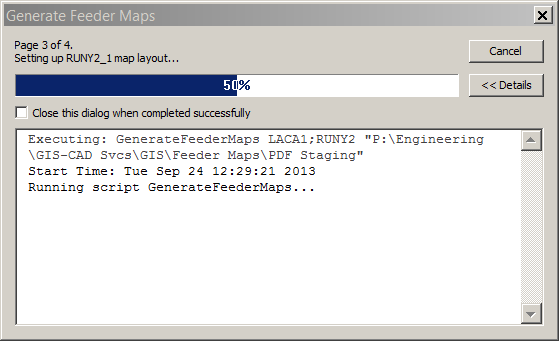 Generate Feeder Maps
Page 3 of 4.
Setting up RUNY2_1 map layout...
Cancel
50%
<< Details
Close this dialog when completed successfully
Executing: GenerateFeederMaps LACA1;RUNY2 "P:\Engineering
\GIS-CAD Svcs\GIS\Feeder Maps\PDF Staging"
Start Time: Tue Sep 24 12:29:21 2013
Running script GenerateFeederMaps...